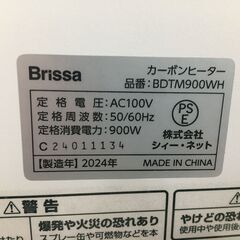 Brissa
カーボンヒーター
品番:BDTM900WH
定格電圧:AC100V
定格周波数:50/60Hz
定格消費電力:900W
C24011134
PSE
株式会社
シィー・ネット
【製造年】2024年
MADE IN CHINA
警告
爆発や火災の恐れあり
スプレー缶や可燃物など
やけどの恐れ